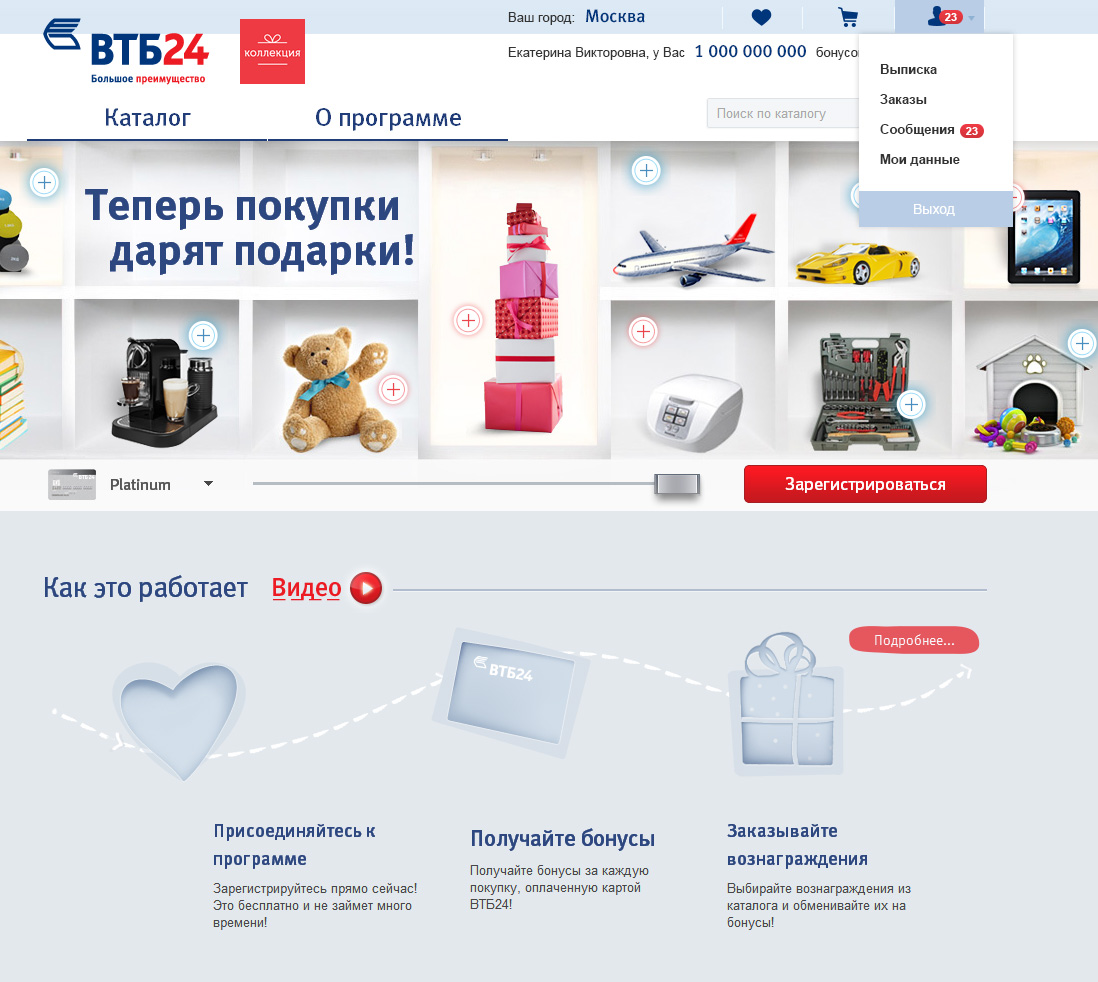 Ваш город: Москва
23
ВТБ24
Большое преимущество
коллекция
Екатерина Викторовна, у Вас 1 000 000 000 бонусов
Выписка
Заказы
Сообщения 23
Мои данные
Выход
Каталог
О программе
Поиск по каталогу
Теперь покупки
дарят подарки!
Platinum
Зарегистрироваться
Как это работает Видео
Подробнее...
ВТБ24
Присоединяйтесь к
программе
Зарегистрируйтесь прямо сейчас!
Это бесплатно и не займет много
времени!
Получайте бонусы
Получайте бонусы за каждую
покупку, оплаченную картой
ВТБ24!
Заказывайте
вознаграждения
Выбирайте вознаграждения из
каталога и обменивайте их на
бонусы!